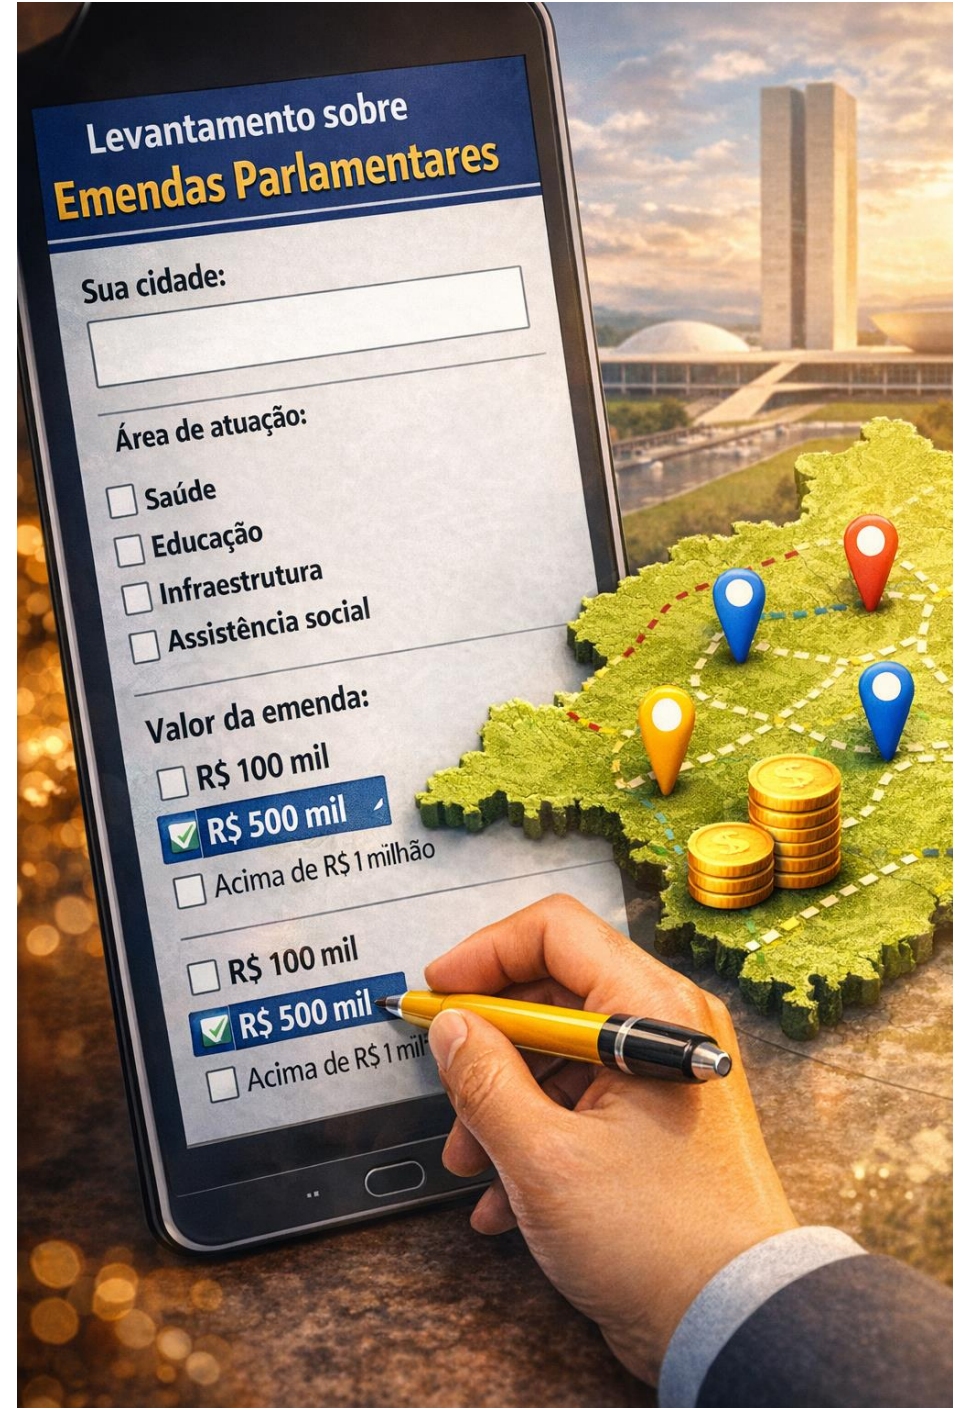 Levantamento sobre
Emendas Parlamentares
Sua cidade:
Área de atuação:
Saúde
Educação
Infraestrutura
Assistência social
Valor da emenda:
R$ 100 mil
R$ 500 mil
Acima de R$ 1 milhão
R$ 100 mil
R$ 500 mil
Acima de R$ 1 mil